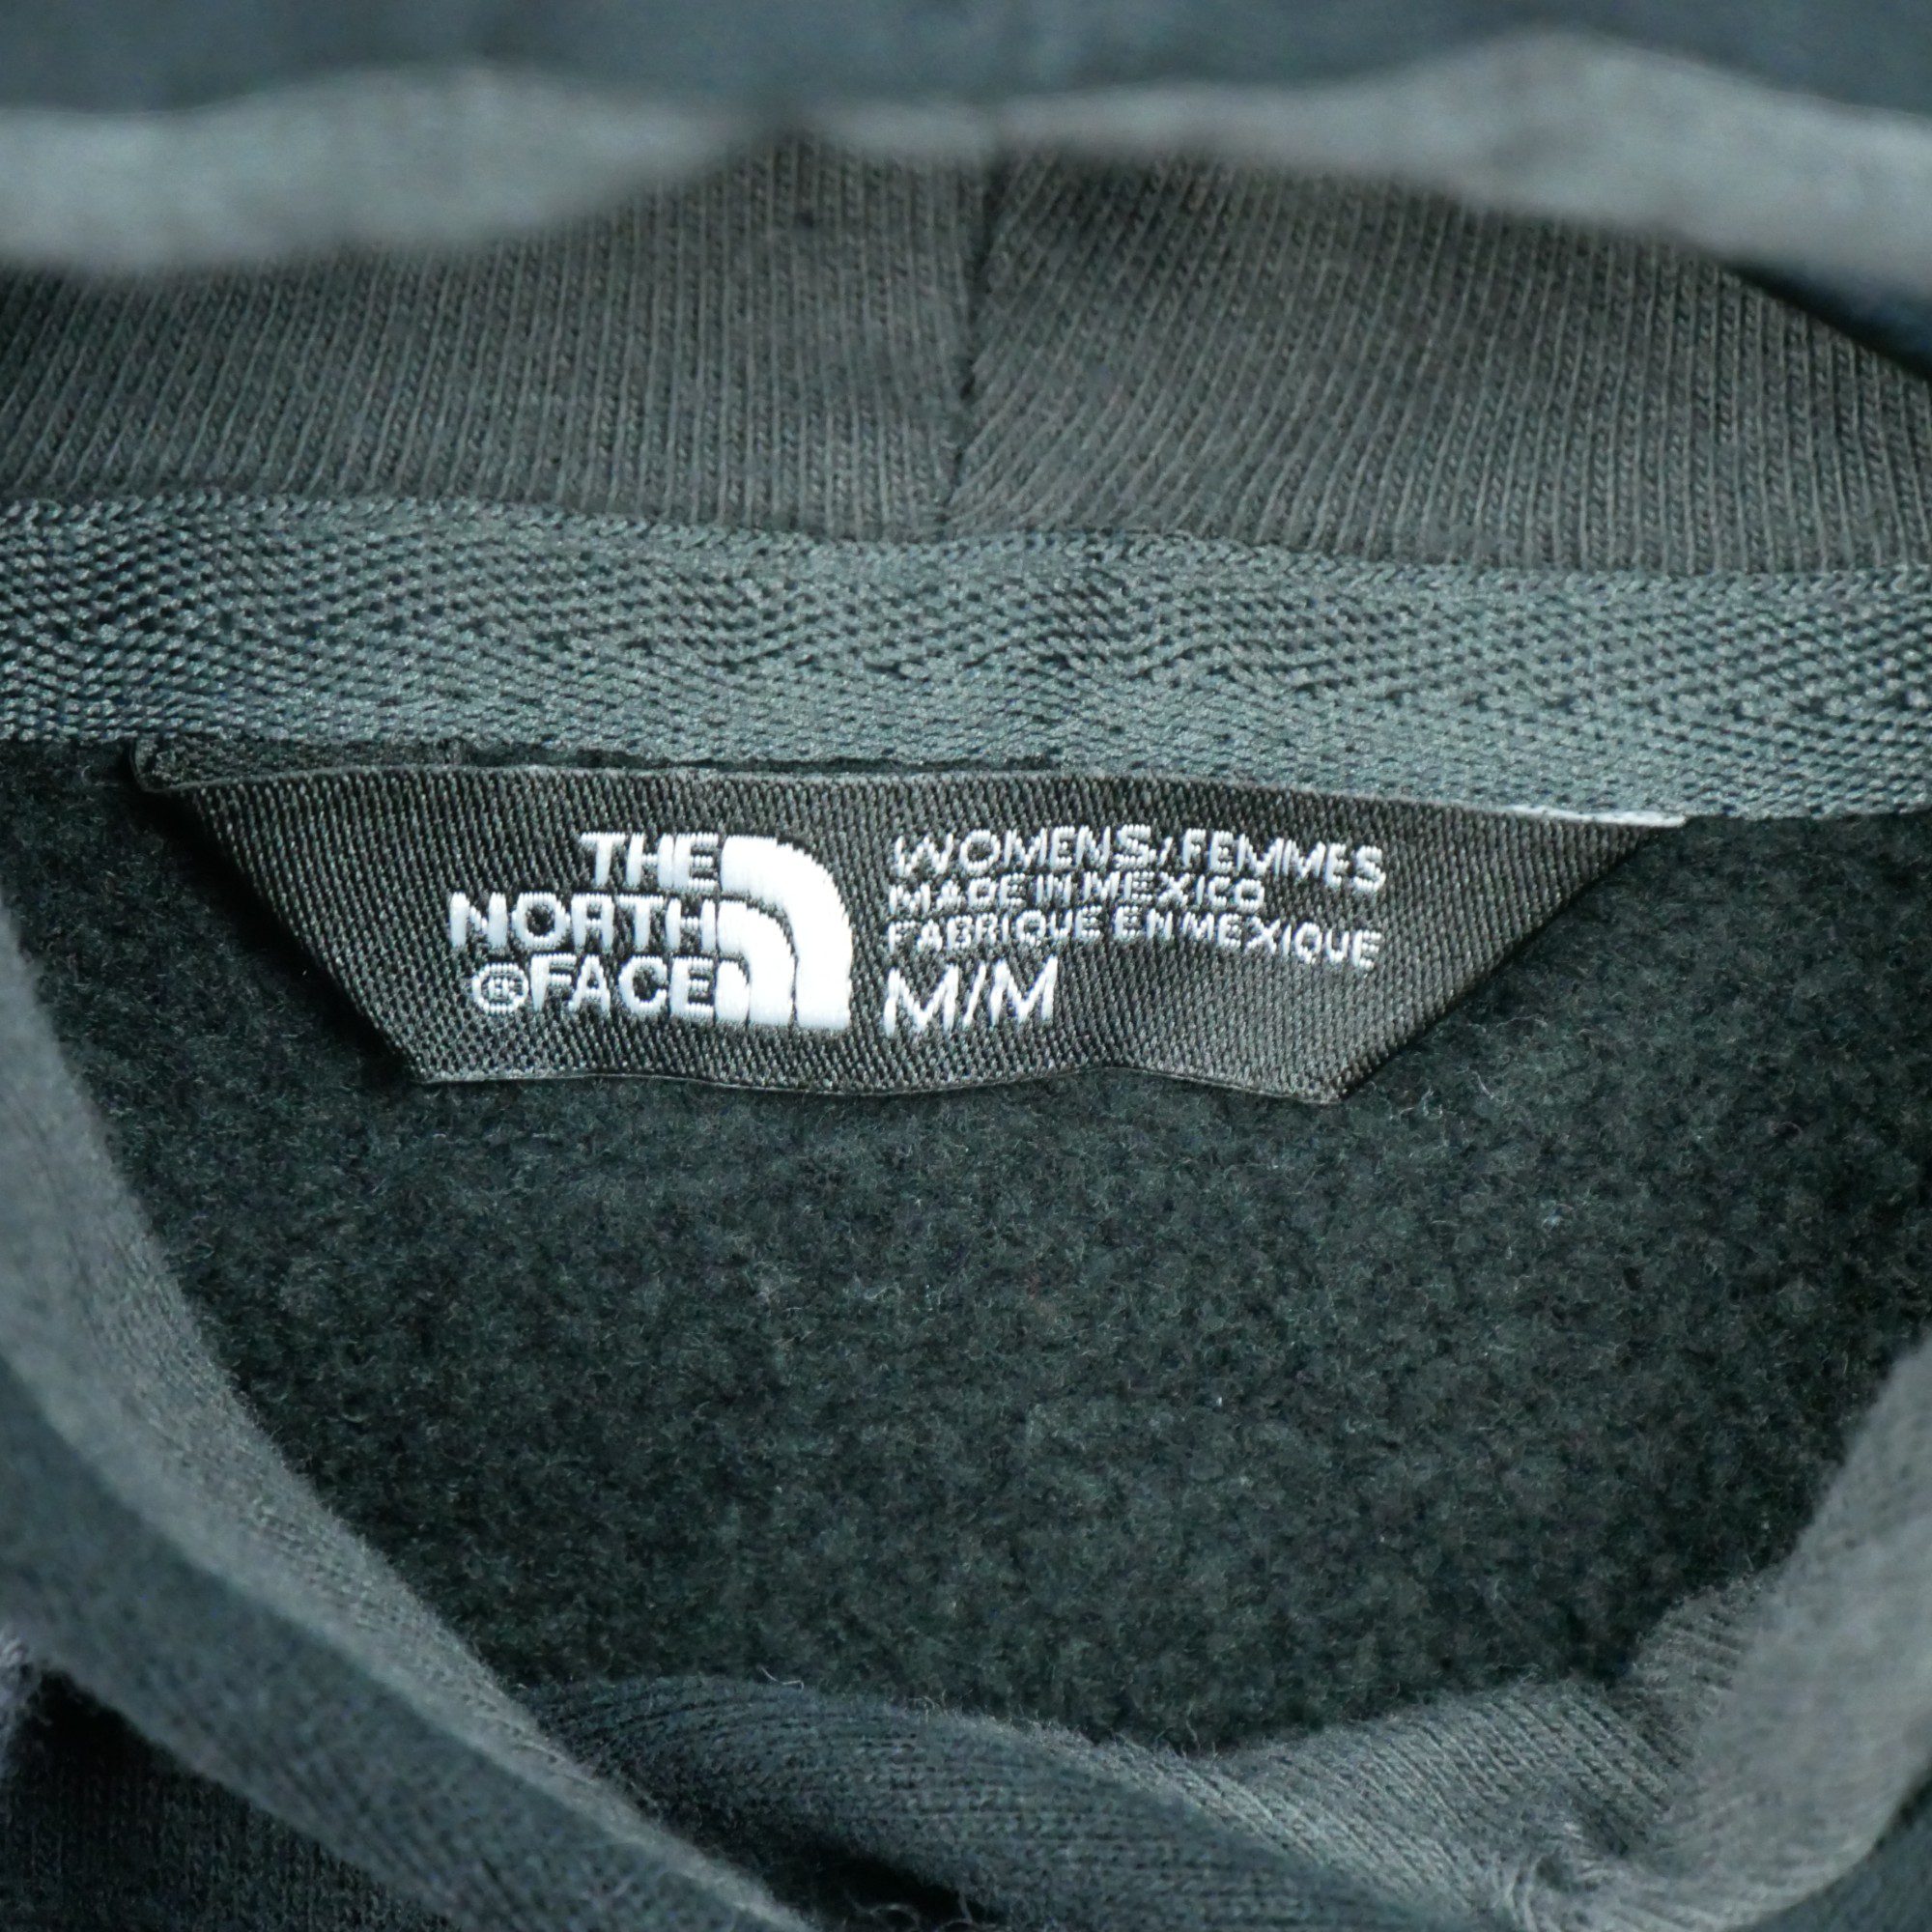 THE
NORTH
®FACE
WOMENS/FEMMES
MADE IN MEXICO
FABRIQUE EN MEXIQUE
M/M